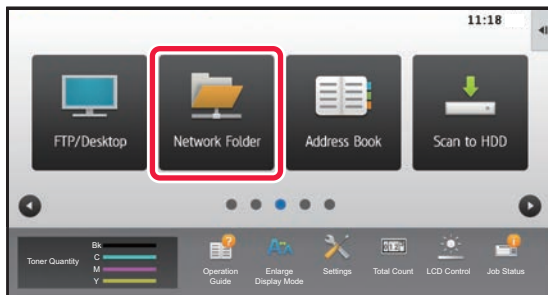 11:18
FTP/Desktop
Network Folder
Address Book
Scan to HDD
Toner Quantity
Bk
C
M
Y
Operation
Guide
Enlarge
Display Mode
Settings
Total Count
LCD Control
Job Status